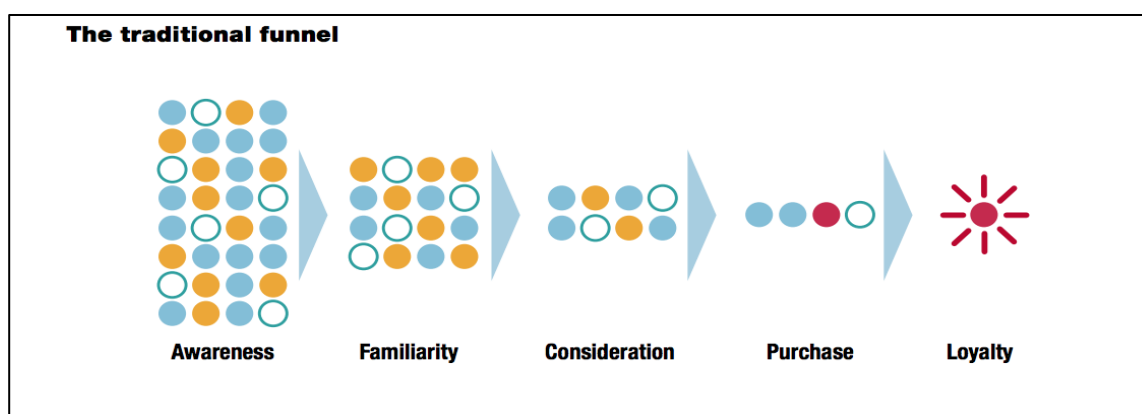 The traditional funnel
Awareness
Familiarity
Consideration
Purchase
Loyalty